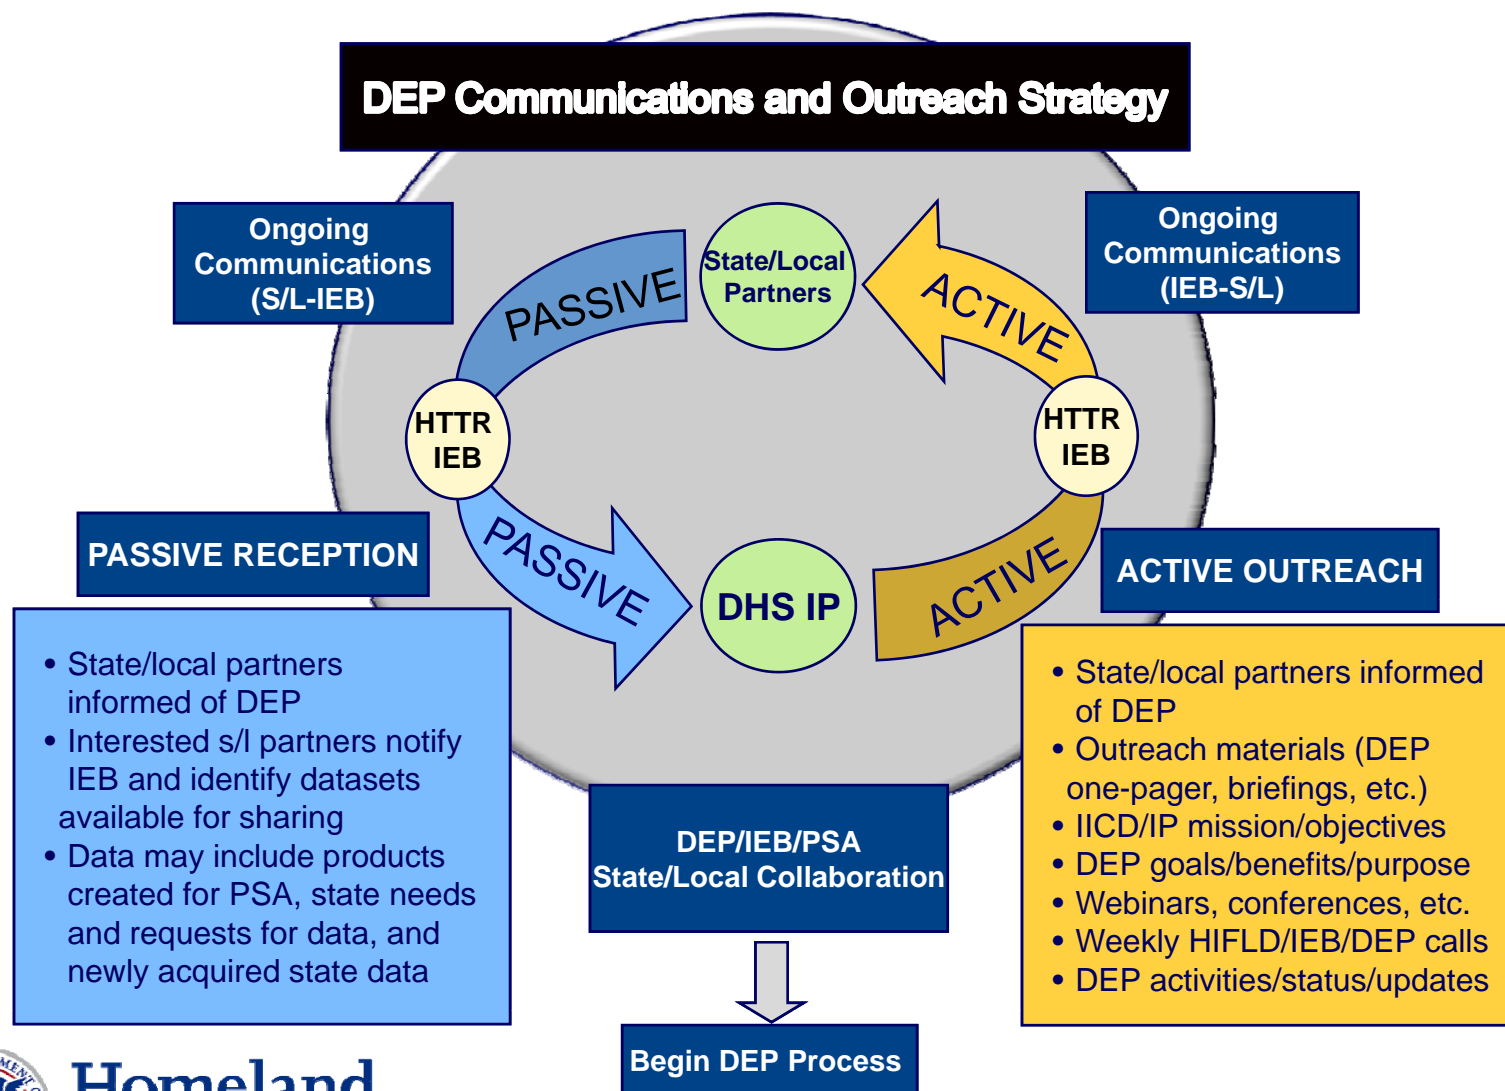 DEP Communications and Outreach Strategy
Ongoing
Communications
(S/L-IEB)
Ongoing
Communications
(IEB-S/L)
State/Local
Partners
PASSIVE
ACTIVE
HTTR
IEB
HTTR
IEB
PASSIVE
ACTIVE
DHS IP
PASSIVE RECEPTION
ACTIVE OUTREACH
• State/local partners
informed of DEP
• Interested s/l partners notify
IEB and identify datasets
available for sharing
• Data may include products
created for PSA, state needs
and requests for data, and
newly acquired state data
• State/local partners informed
of DEP
• Outreach materials (DEP
one-pager, briefings, etc.)
• IICD/IP mission/objectives
• DEP goals/benefits/purpose
• Webinars, conferences, etc.
• Weekly HIFLD/IEB/DEP calls
• DEP activities/status/updates
DEP/IEB/PSA
State/Local Collaboration
Begin DEP Process
Homeland